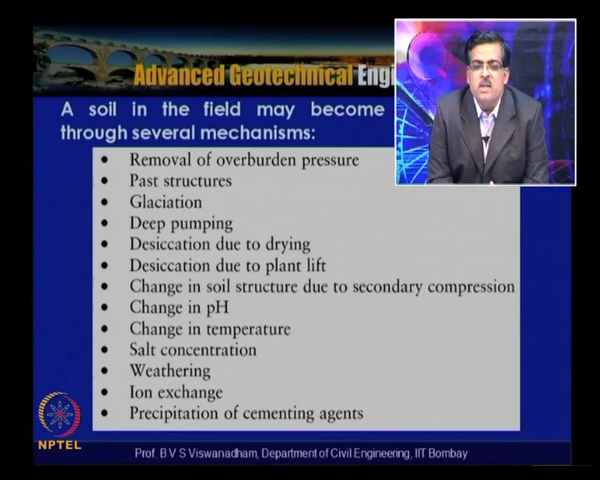 Advanced Geotechnical Engi
A soil in the field may become
through several mechanisms:
• Removal of overburden pressure
• Past structures
• Glaciation
• Deep pumping
• Desiccation due to drying
• Desiccation due to plant lift
• Change in soil structure due to secondary compression
• Change in pH
• Change in temperature
• Salt concentration
• Weathering
• Ion exchange
• Precipitation of cementing agents
NPTEL
Prof. B V S Viswanadham, Department of Civil Engineering, IIT Bombay